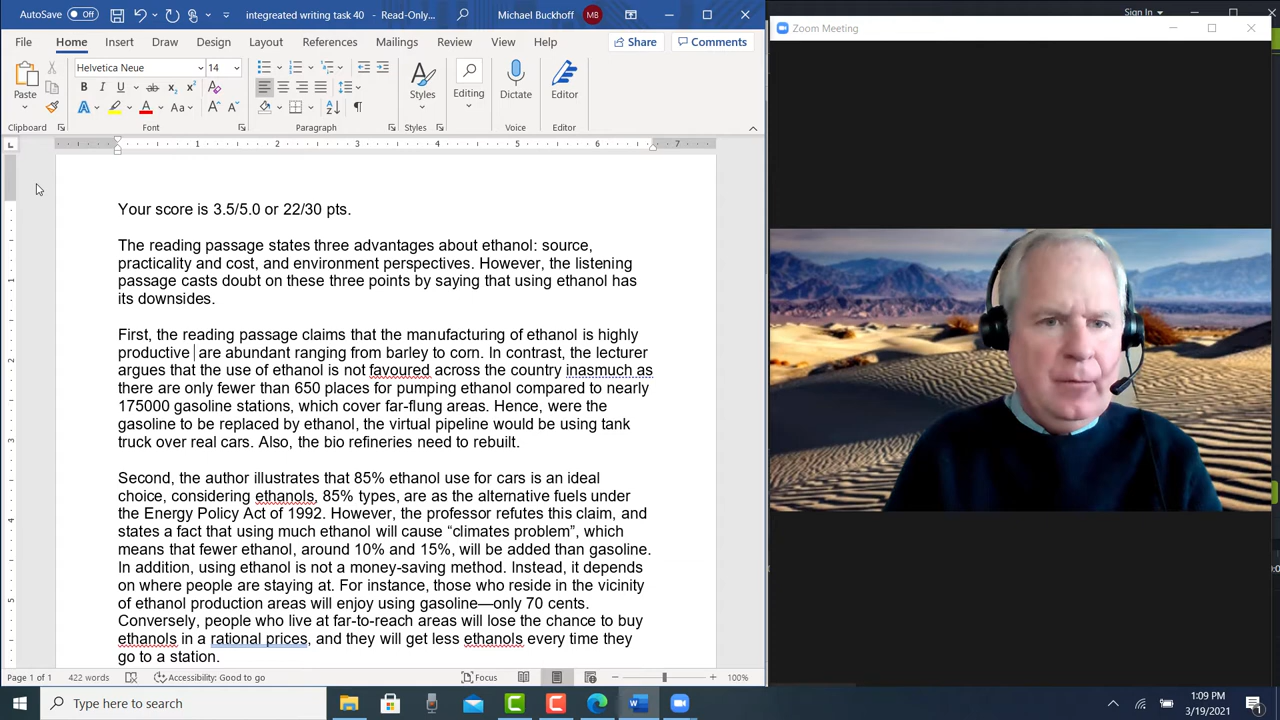 AutoSave Off
integrated writing task 40 - Read-Only...
Michael Buckhoff MB
Sign In
File Home Insert Draw Design Layout References Mailings Review View Help Share Comments
Zoom Meeting
Helvetica Neue 14
Paste
Styles
Editing
Dictate
Editor
Clipboard Font Paragraph Styles Voice Editor
1 2 3 4 5 6 7
Your score is 3.5/5.0 or 22/30 pts.
The reading passage states three advantages about ethanol: source,
practicality and cost, and environment perspectives. However, the listening
passage casts doubt on these three points by saying that using ethanol has
its downsides.
First, the reading passage claims that the manufacturing of ethanol is highly
productive are abundant ranging from barley to corn. In contrast, the lecturer
argues that the use of ethanol is not favoured across the country inasmuch as
there are only fewer than 650 places for pumping ethanol compared to nearly
175000 gasoline stations, which cover far-flung areas. Hence, were the
gasoline to be replaced by ethanol, the virtual pipeline would be using tank
truck over real cars. Also, the bio refineries need to rebuilt.
Second, the author illustrates that 85% ethanol use for cars is an ideal
choice, considering ethanols, 85% types, are as the alternative fuels under
the Energy Policy Act of 1992. However, the professor refutes this claim, and
states a fact that using much ethanol will cause “climates problem”, which
means that fewer ethanol, around 10% and 15%, will be added than gasoline.
In addition, using ethanol is not a money-saving method. Instead, it depends
on where people are staying at. For instance, those who reside in the vicinity
of ethanol production areas will enjoy using gasoline—only 70 cents.
Conversely, people who live at far-to-reach areas will lose the chance to buy
ethanols in a rational prices, and they will get less ethanols every time they
go to a station.
Page 1 of 1 422 words Accessibility: Good to go Focus 100%
Type here to search
1:09 PM
3/19/2021